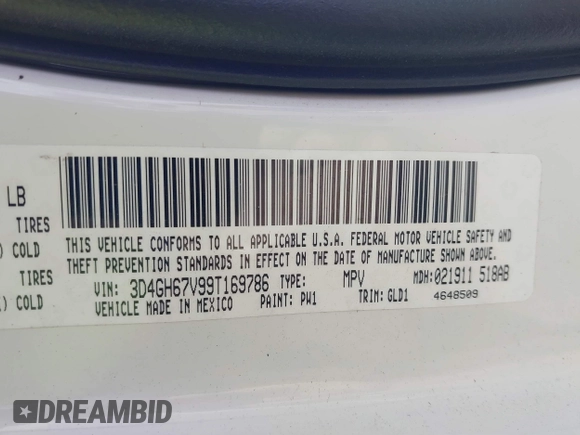 LB
TIRES
COLD
TIRES
COLD
THIS VEHICLE CONFORMS TO ALL APPLICABLE U.S.A. FEDERAL MOTOR VEHICLE SAFETY AND
THEFT PREVENTION STANDARDS IN EFFECT ON THE DATE OF MANUFACTURE SHOWN ABOVE.
VIN: 3D4GH67V99T169786 TYPE: MPV MDH:021911 518AB
VEHICLE MADE IN MEXICO PAINT: PW1 TRIM: GLD1 4648509
DREAMBID